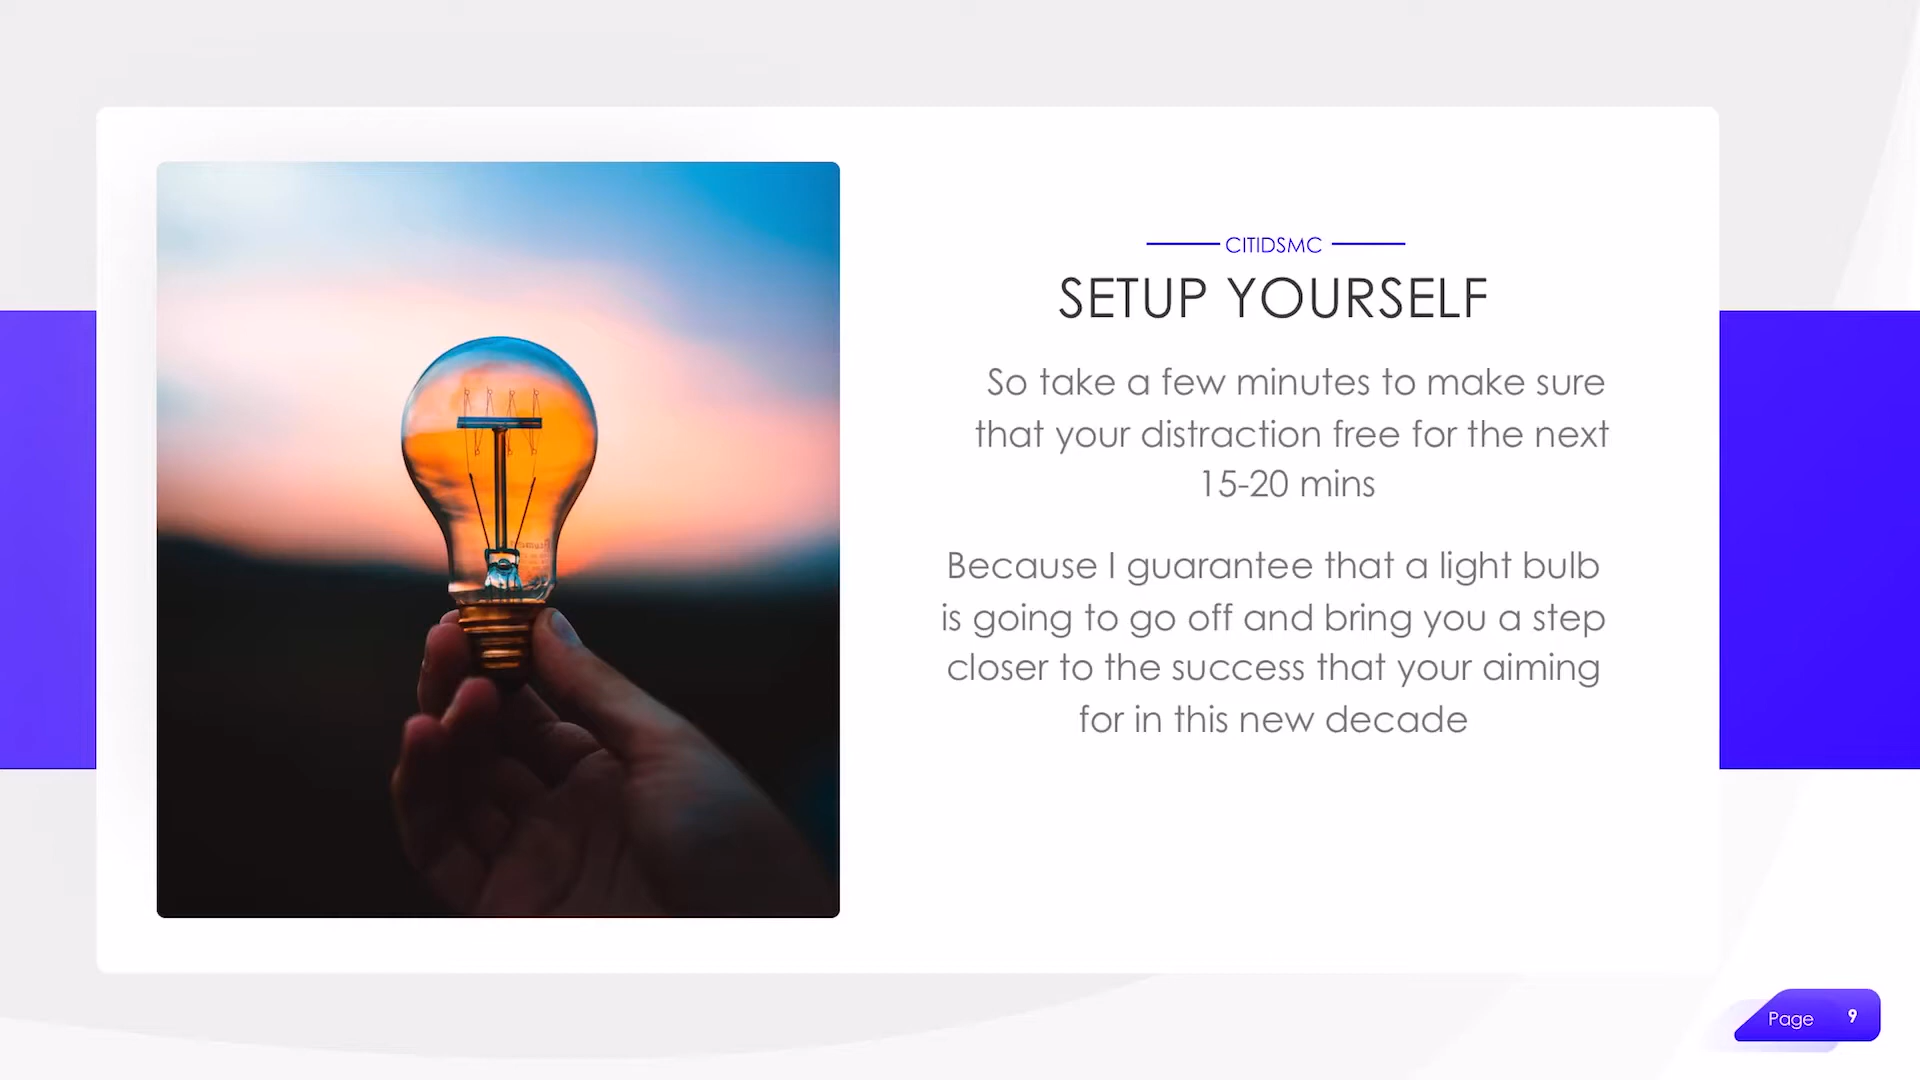 CITIDSMC
SETUP YOURSELF
So take a few minutes to make sure
that your distraction free for the next
15-20 mins
Because I guarantee that a light bulb
is going to go off and bring you a step
closer to the success that your aiming
for in this new decade
Page 9